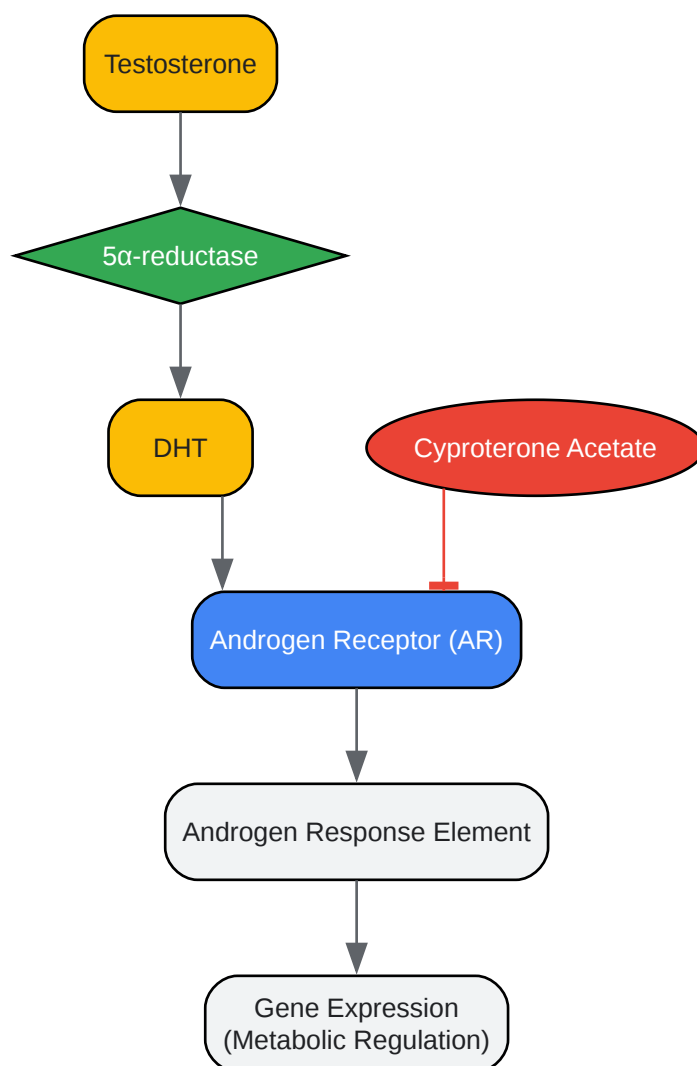 Testosterone
5α-reductase
DHT
Cyproterone Acetate
Androgen Receptor (AR)
Androgen Response Element
Gene Expression
(Metabolic Regulation)